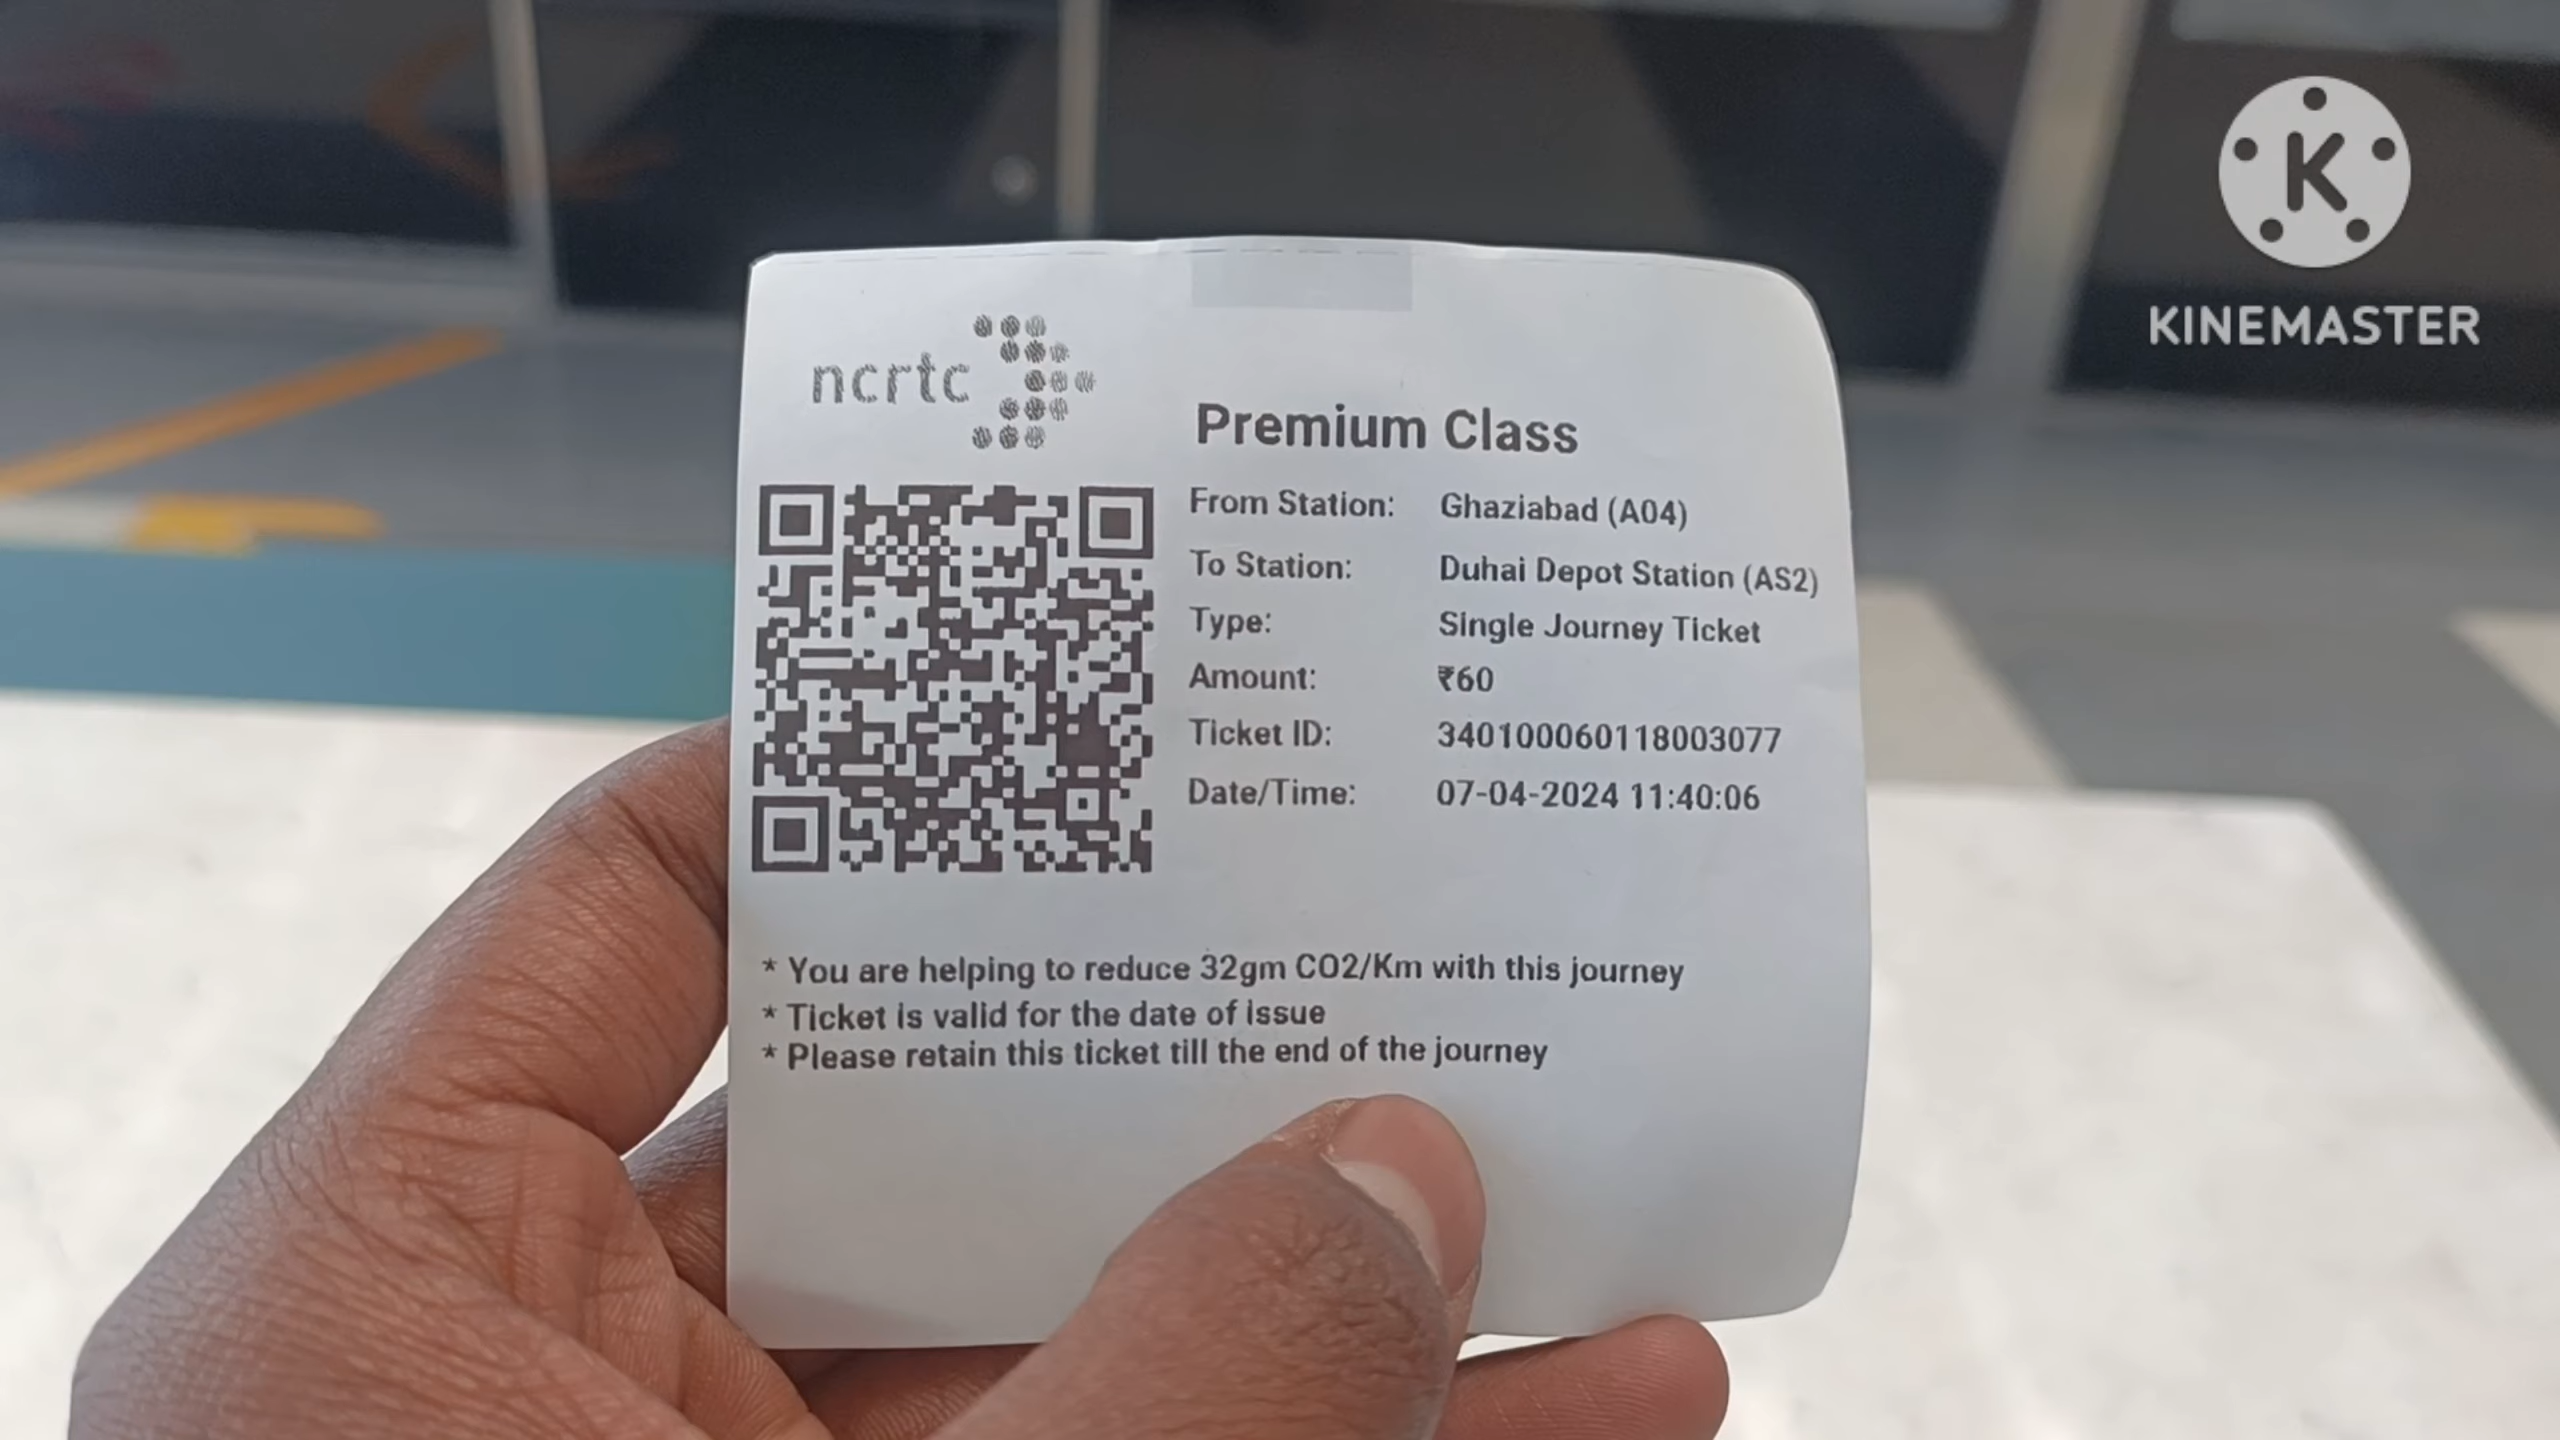 K
KINEMASTER
ncrtc
Premium Class
From Station: Ghaziabad (A04)
To Station: Duhai Depot Station (AS2)
Type: Single Journey Ticket
Amount: ₹60
Ticket ID: 340100060118003077
Date/Time: 07-04-2024 11:40:06
* You are helping to reduce 32gm CO2/Km with this journey
* Ticket is valid for the date of issue
* Please retain this ticket till the end of the journey